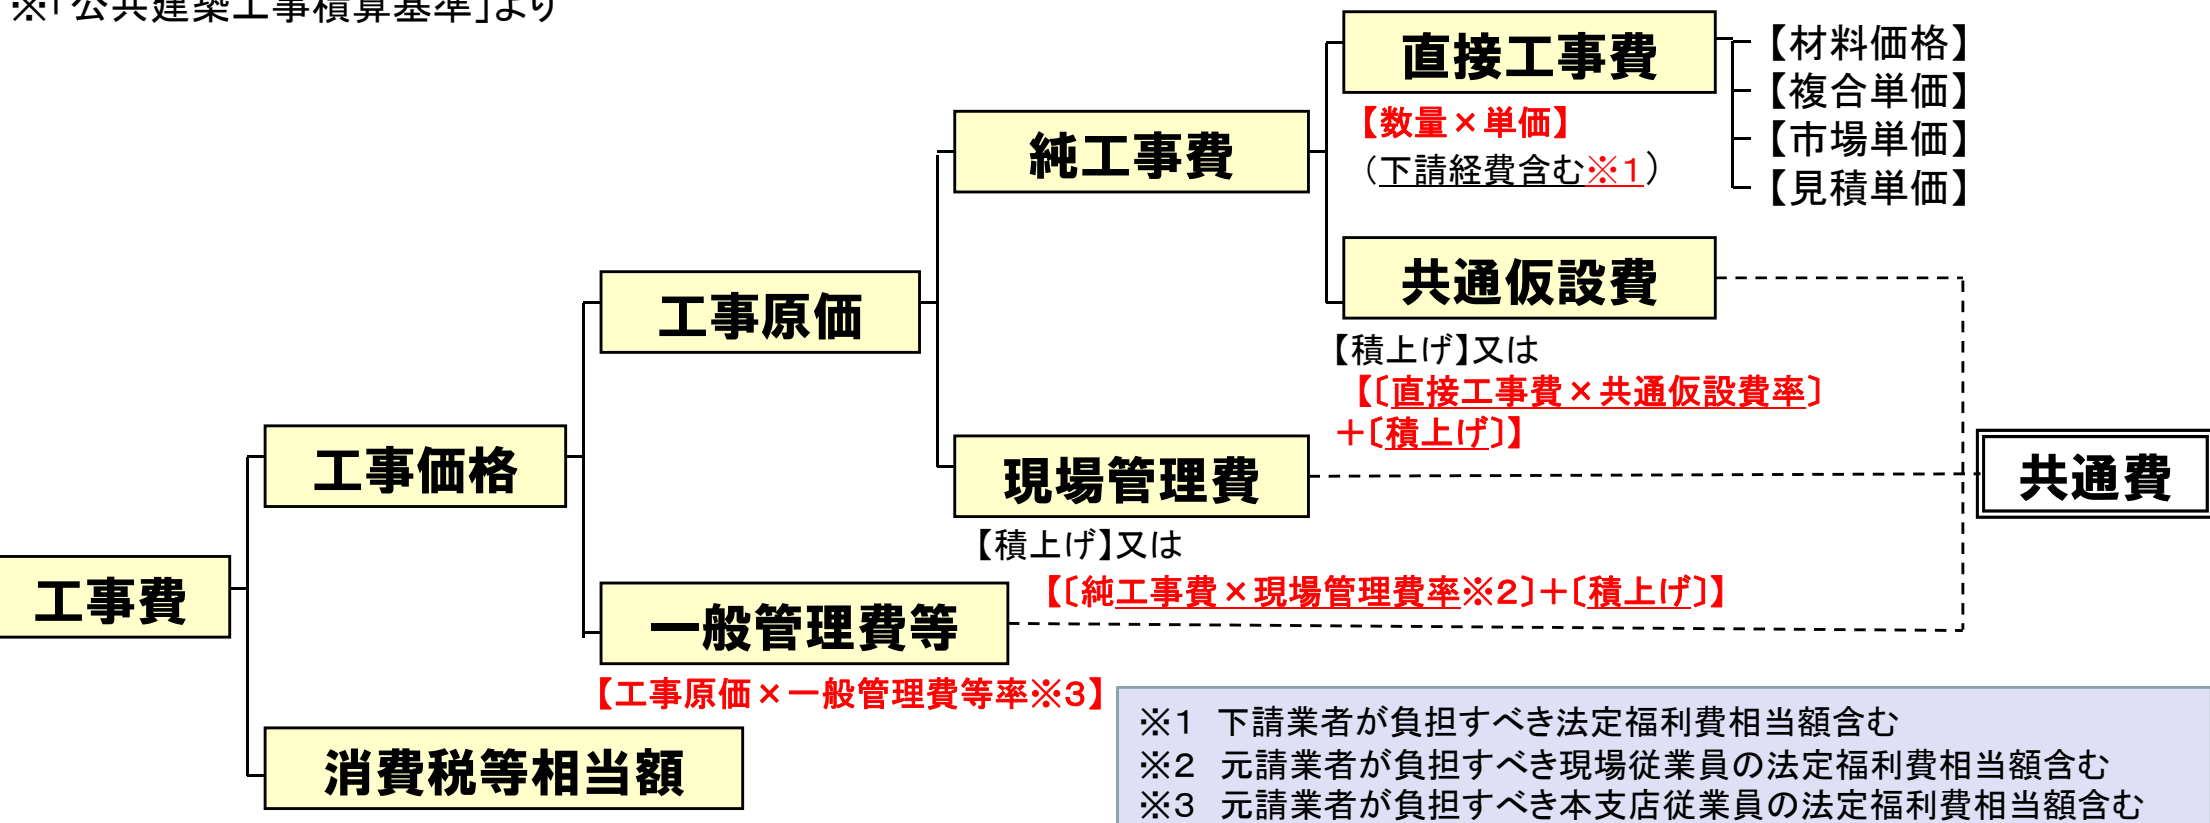 ※「公共建築工事積算基準」より
直接工事費
【数量×単価】
（下請経費含む※1）
【材料価格】
【複合単価】
【市場単価】
【見積単価】
純工事費
共通仮設費
【積上げ】又は
【〔直接工事費×共通仮設費率〕
＋〔積上げ〕】
工事原価
現場管理費
【積上げ】又は
【〔純工事費×現場管理費率※2〕＋〔積上げ〕】
共通費
工事価格
一般管理費等
【工事原価×一般管理費等率※3】
工事費
消費税等相当額
※1　下請業者が負担すべき法定福利費相当額含む
※2　元請業者が負担すべき現場従業員の法定福利費相当額含む
※3　元請業者が負担すべき本支店従業員の法定福利費相当額含む